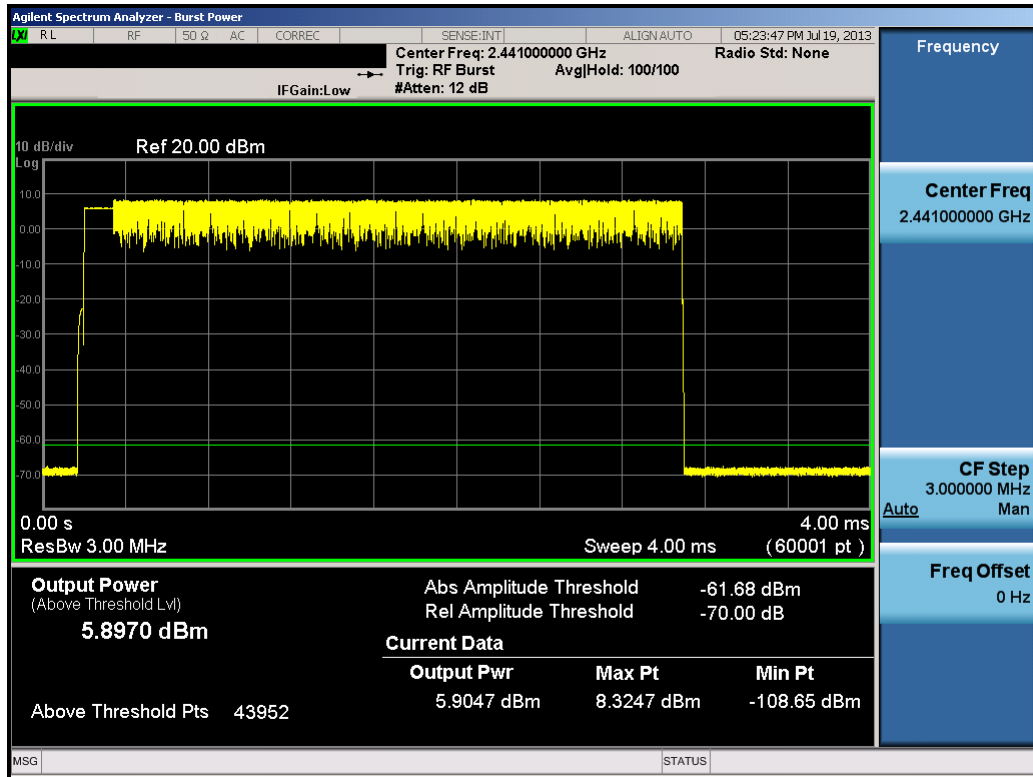 Agilent Spectrum Analyzer - Burst Power
LXI RL RF 50 Ω AC CORREC SENSE:INT ALIGN AUTO 05:23:47 PM Jul 19, 2013
Center Freq: 2.441000000 GHz Radio Std: None
Trig: RF Burst Avg|Hold: 100/100
IFGain:Low #Atten: 12 dB
10 dB/div Ref 20.00 dBm
Log
10.0
0.00
-10.0
-20.0
-30.0
-40.0
-50.0
-60.0
-70.0
0.00 s 4.00 ms
ResBw 3.00 MHz Sweep 4.00 ms (60001 pt)
Output Power
(Above Threshold Lvl)
5.8970 dBm
Above Threshold Pts 43952
Abs Amplitude Threshold -61.68 dBm
Rel Amplitude Threshold -70.00 dB
Current Data
Output Pwr Max Pt Min Pt
5.9047 dBm 8.3247 dBm -108.65 dBm
Frequency
Center Freq
2.441000000 GHz
CF Step
3.000000 MHz
Auto Man
Freq Offset
0 Hz
MSG STATUS